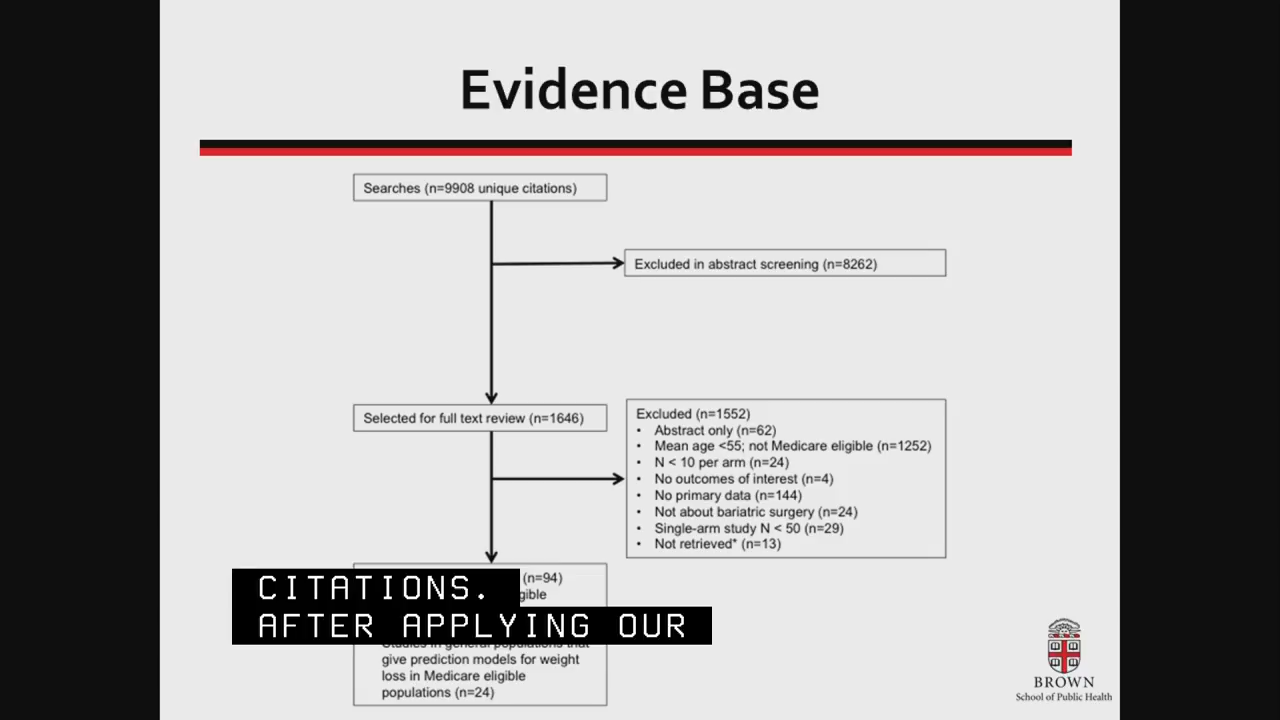 Evidence Base
Searches (n=9908 unique citations)
Excluded in abstract screening (n=8262)
Selected for full text review (n=1646)
Excluded (n=1552)
• Abstract only (n=62)
• Mean age <55; not Medicare eligible (n=1252)
• N < 10 per arm (n=24)
• No outcomes of interest (n=4)
• No primary data (n=144)
• Not about bariatric surgery (n=24)
• Single-arm study N < 50 (n=29)
• Not retrieved* (n=13)
(n=94)
CITATIONS.
AFTER APPLYING OUR
Studies in general populations that
give prediction models for weight
loss in Medicare eligible
populations (n=24)
BROWN
School of Public Health